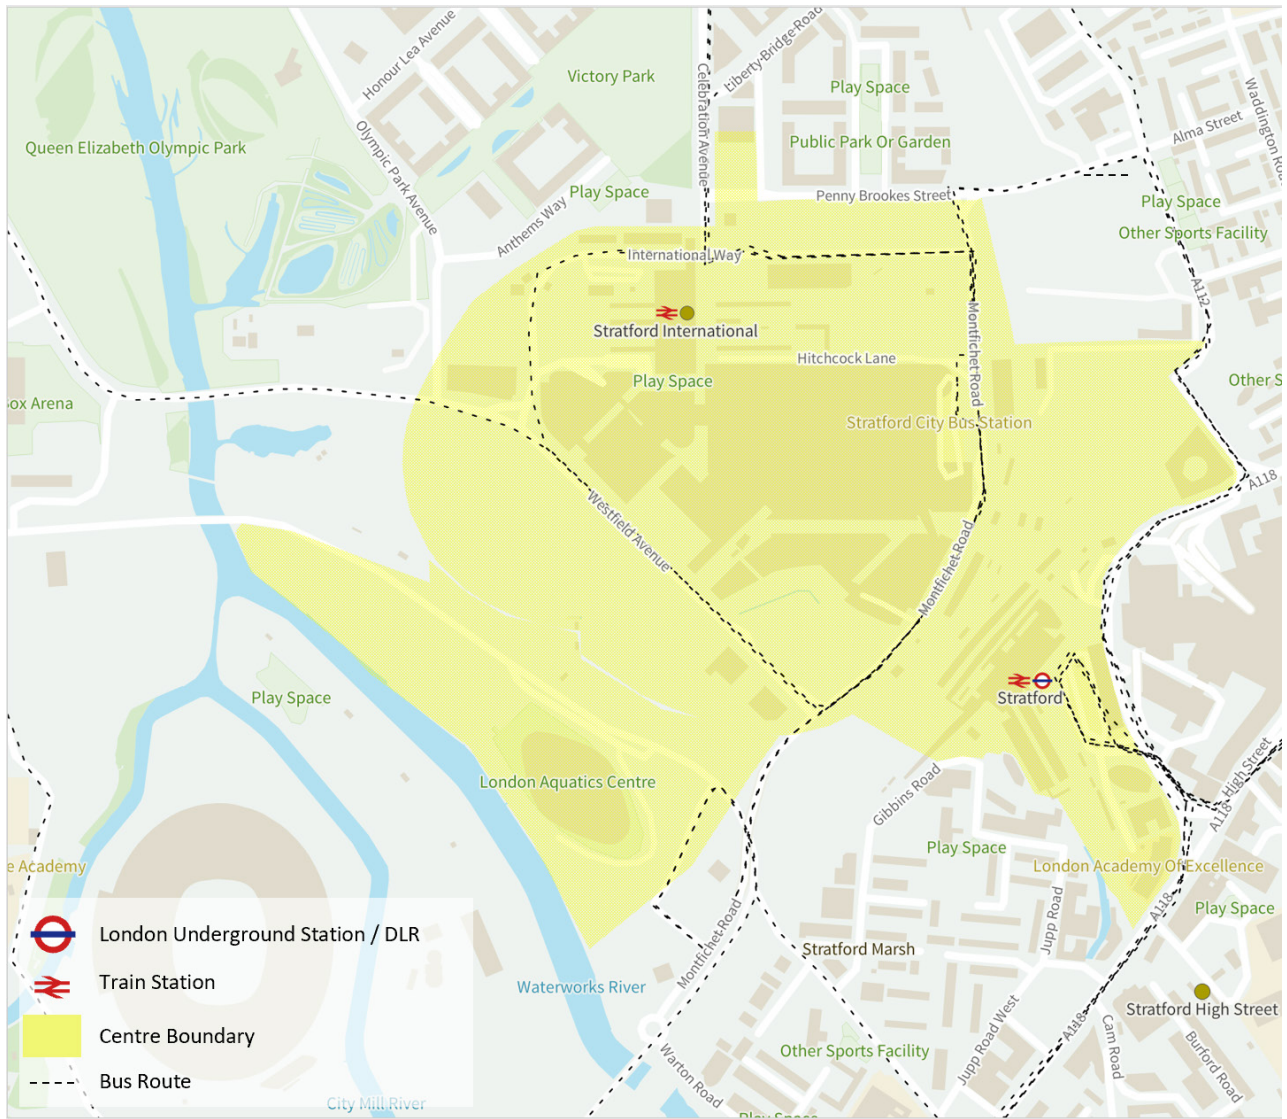 Honour Lea Avenue
Celebration Avenue
Liberty Bridge Road
Victory Park
Play Space
Waddington Road
Alma Street
Queen Elizabeth Olympic Park
Olympic Park Avenue
Public Park Or Garden
Play Space
Penny Brookes Street
Play Space
Anthems Way
Other Sports Facility
International Way
A112
Montfichet Road
Stratford International
Hitchcock Lane
Play Space
Other S
ox Arena
Stratford City Bus Station
A118
Westfield Avenue
Montfichet Road
Play Space
Stratford
High Street
London Aquatics Centre
Gibbins Road
A118
Play Space
e Academy
London Academy Of Excellence
A118
Play Space
Jupp Road
Montfichet Road
Stratford Marsh
Waterworks River
Stratford High Street
A118
Jupp Road West
Cam Road
Burford Road
Other Sports Facility
Warton Road
Play Space
City Mill River
London Underground Station / DLR
Train Station
Centre Boundary
Bus Route